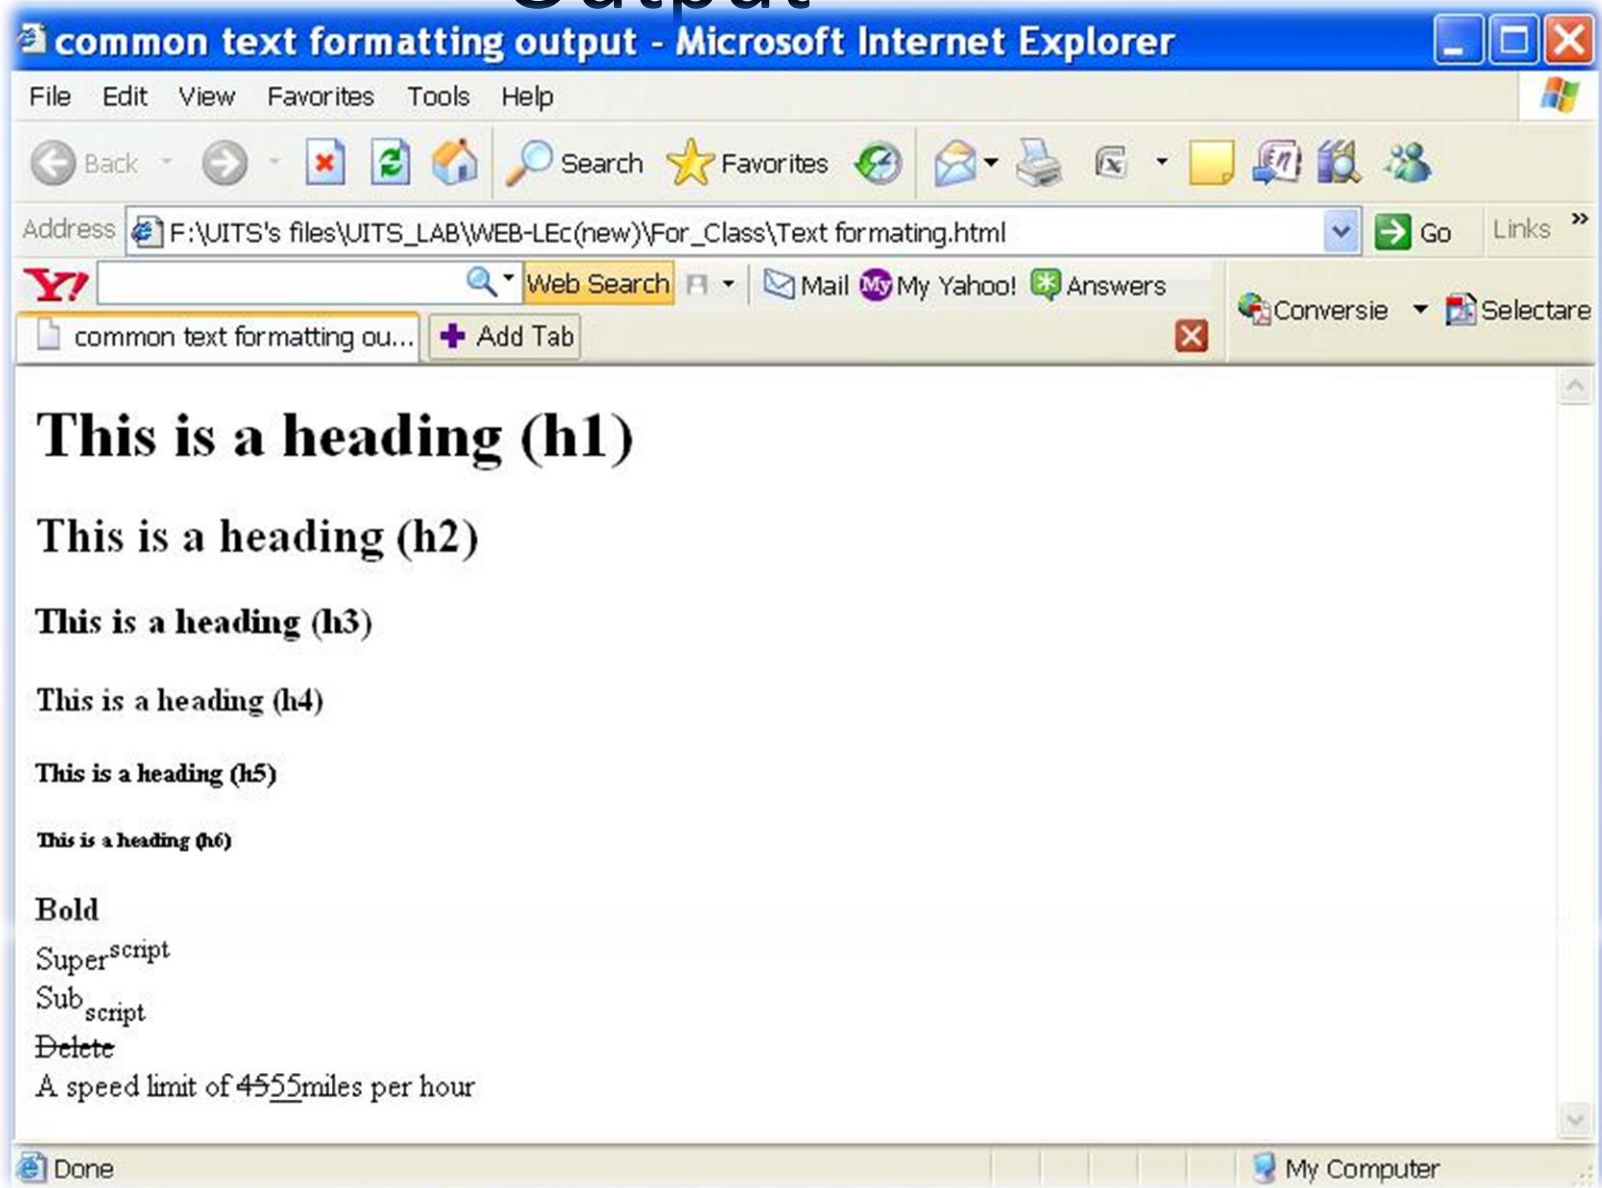 Output
common text formatting output - Microsoft Internet Explorer
File Edit View Favorites Tools Help
Back Search Favorites
Address F:\UITS's files\UITS_LAB\WEB-LEc(new)\For_Class\Text formating.html Go Links »
Y! Web Search Mail My My Yahoo! Answers
Conversie Selectare
common text formatting ou... Add Tab
This is a heading (h1)
This is a heading (h2)
This is a heading (h3)
This is a heading (h4)
This is a heading (h5)
This is a heading (h6)
Bold
Superscript
Subscript
Delete
A speed limit of 4555miles per hour
Done My Computer